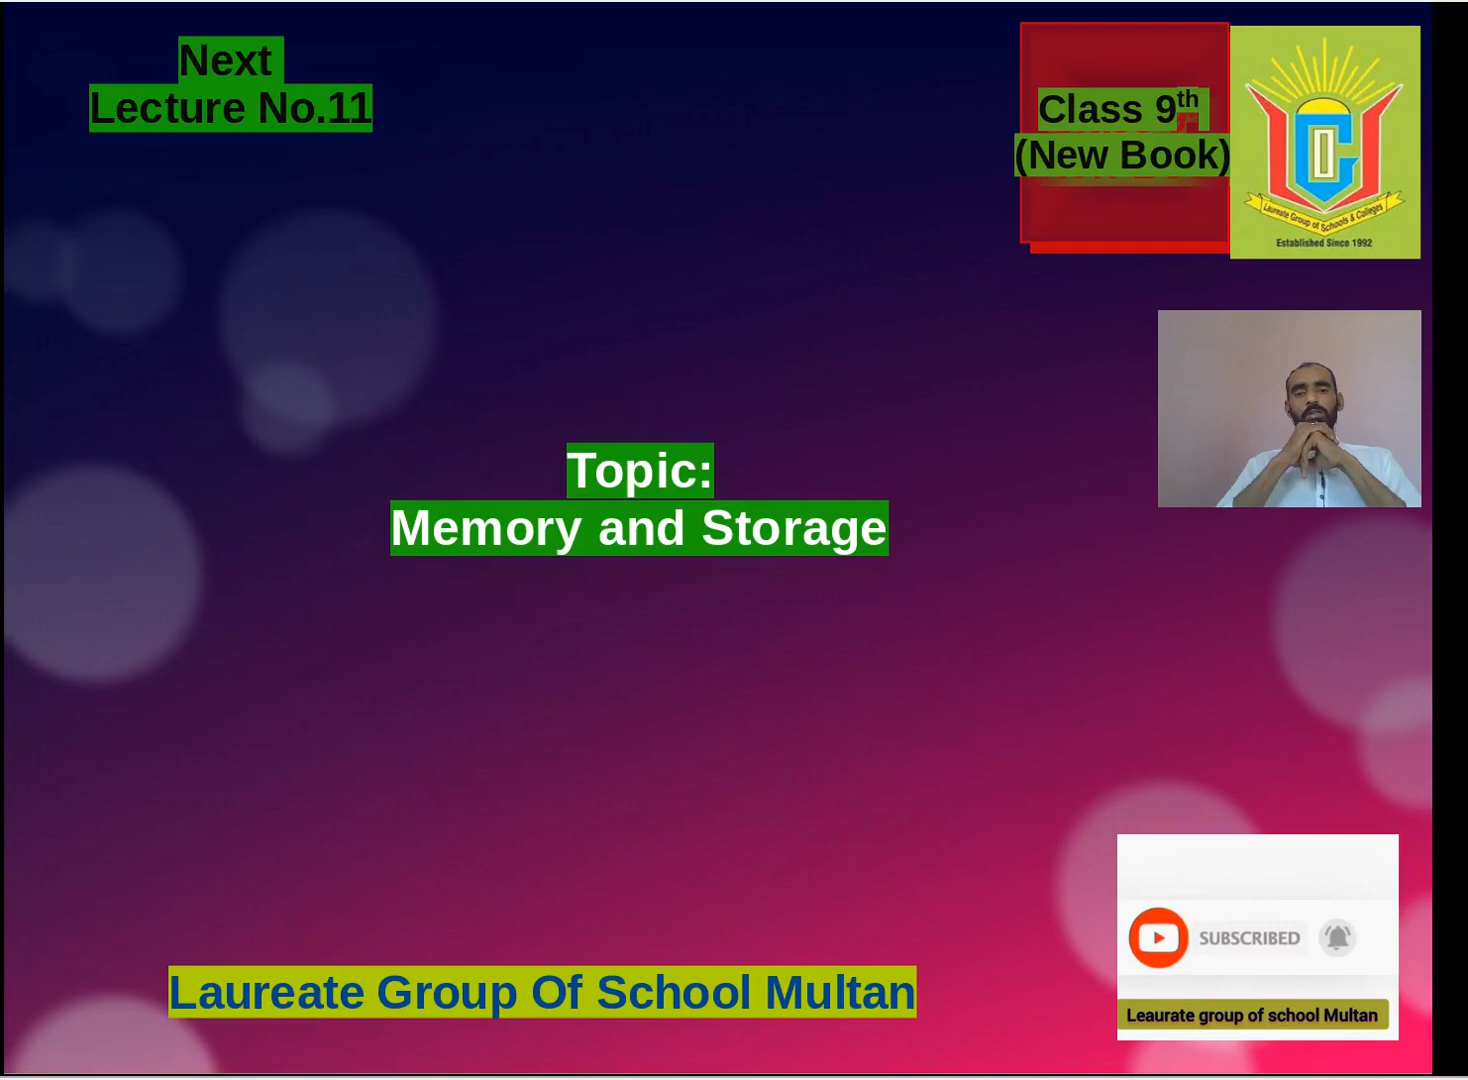 Next
Lecture No.11
Class 9th
(New Book)
Laureate Group of Schools & Colleges
Established Since 1992
Topic:
Memory and Storage
SUBSCRIBED
Leaurate group of school Multan
Laureate Group Of School Multan